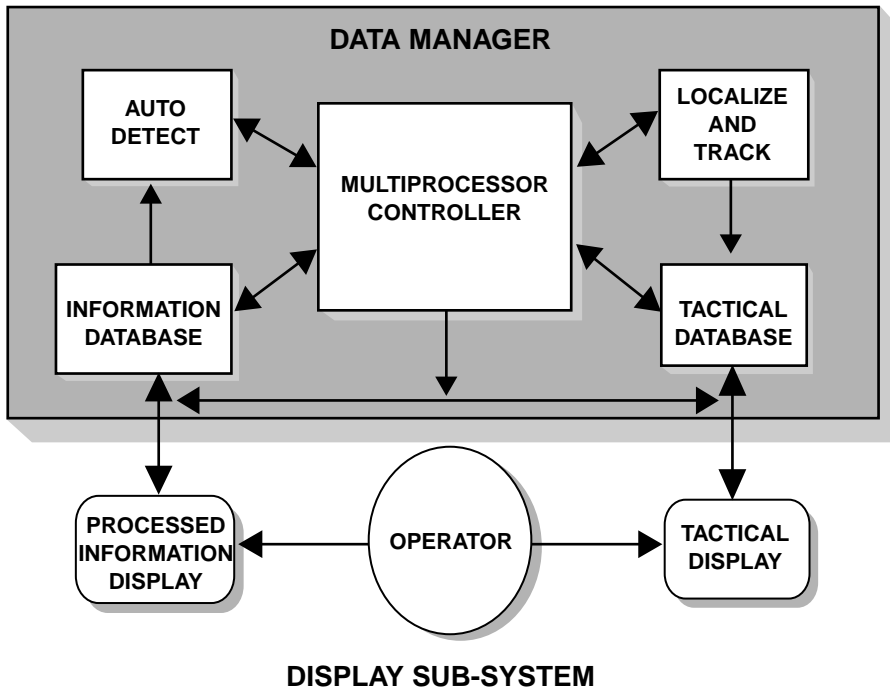 DATA MANAGER
AUTO
DETECT
MULTIPROCESSOR
CONTROLLER
LOCALIZE
AND
TRACK
INFORMATION
DATABASE
TACTICAL
DATABASE
PROCESSED
INFORMATION
DISPLAY
OPERATOR
TACTICAL
DISPLAY
DISPLAY SUB-SYSTEM